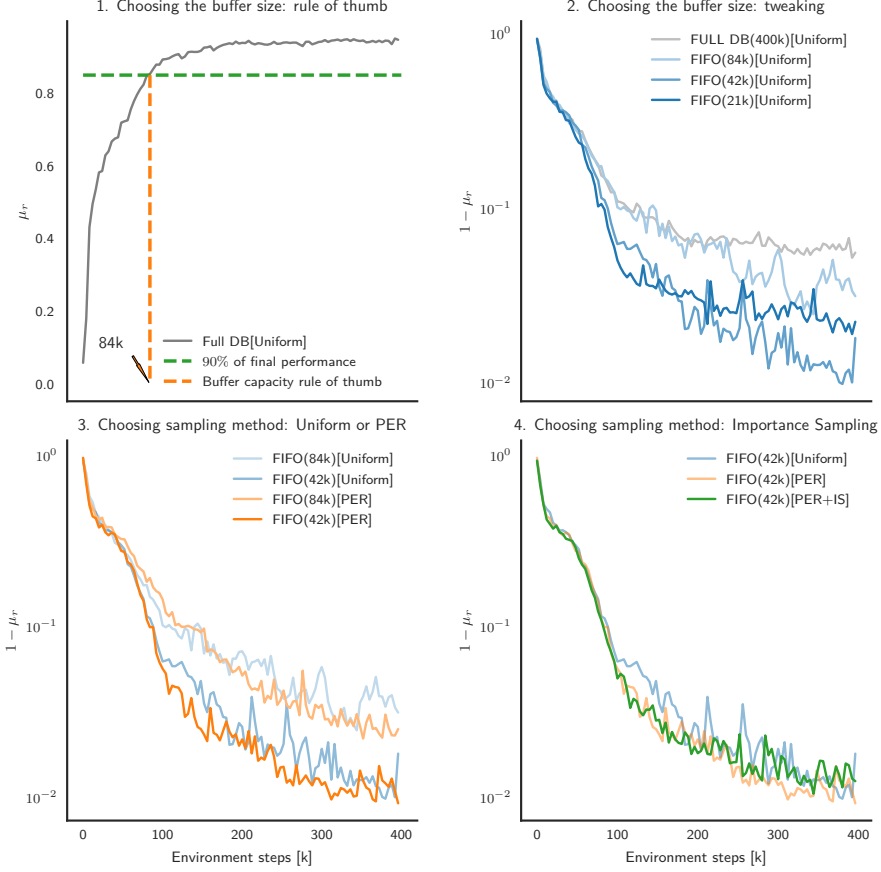 1. Choosing the buffer size: rule of thumb
μ_r
0.8
0.6
0.4
0.2
0.0
84k
Full DB[Uniform]
90% of final performance
Buffer capacity rule of thumb
2. Choosing the buffer size: tweaking
1 − μ_r
10^0
10^{-1}
10^{-2}
FULL DB(400k)[Uniform]
FIFO(84k)[Uniform]
FIFO(42k)[Uniform]
FIFO(21k)[Uniform]
3. Choosing sampling method: Uniform or PER
1 − μ_r
10^0
10^{-1}
10^{-2}
FIFO(84k)[Uniform]
FIFO(42k)[Uniform]
FIFO(84k)[PER]
FIFO(42k)[PER]
0 100 200 300 400
Environment steps [k]
4. Choosing sampling method: Importance Sampling
1 − μ_r
10^0
10^{-1}
10^{-2}
FIFO(42k)[Uniform]
FIFO(42k)[PER]
FIFO(42k)[PER+IS]
0 100 200 300 400
Environment steps [k]